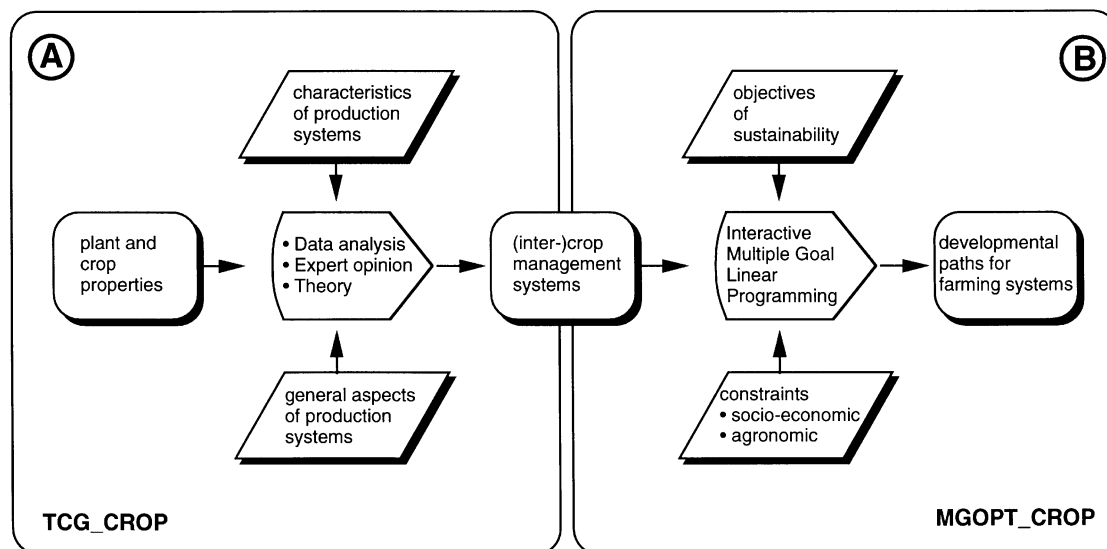 A
characteristics
of production
systems
plant and
crop
properties
• Data analysis
• Expert opinion
• Theory
general aspects
of production
systems
TCG_CROP
(inter-)crop
management
systems
B
objectives
of
sustainability
Interactive
Multiple Goal
Linear
Programming
developmental
paths for
farming systems
constraints
• socio-economic
• agronomic
MGOPT_CROP